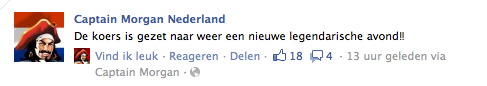 Captain Morgan Nederland
De koers is gezet naar weer een nieuwe legendarische avond!!
Vind ik leuk · Reageren · Delen · 18 4 · 13 uur geleden via
Captain Morgan ·